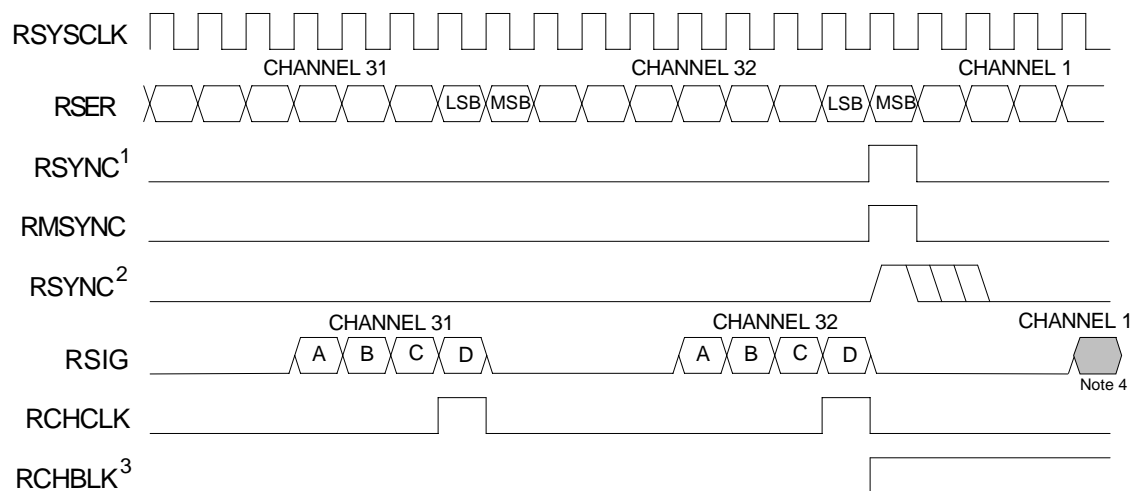 RSYSCLK
CHANNEL 31 CHANNEL 32 CHANNEL 1
RSER LSB MSB LSB MSB
RSYNC¹
RMSYNC
RSYNC²
CHANNEL 31 CHANNEL 32 CHANNEL 1
RSIG A B C D A B C D
Note 4
RCHCLK
RCHBLK³